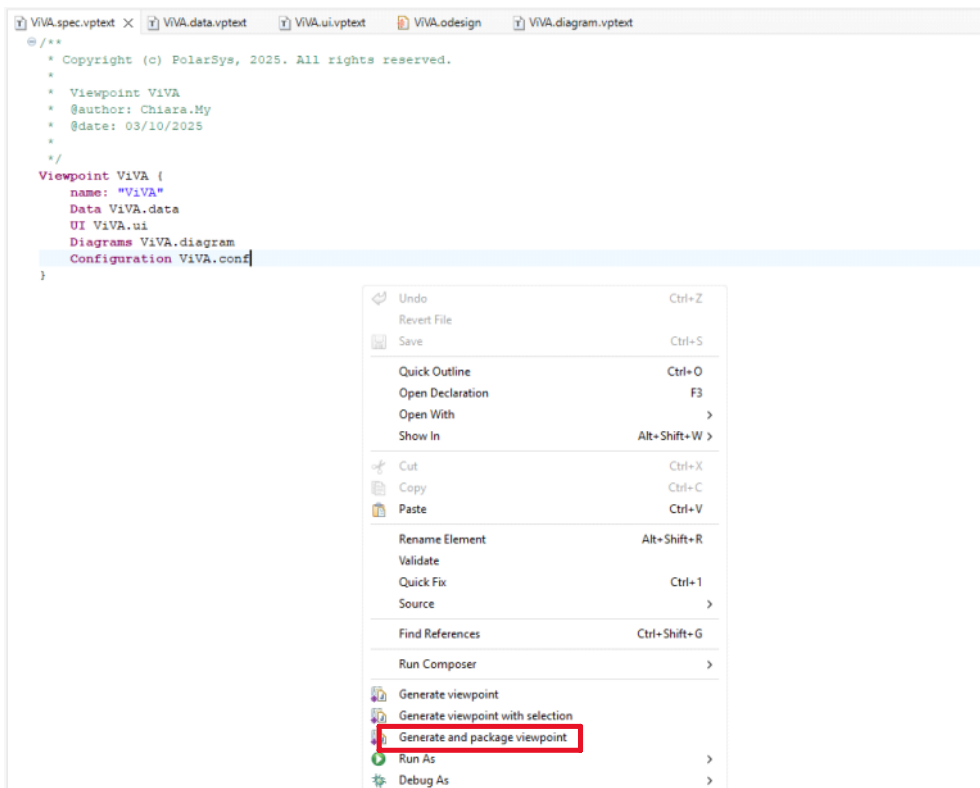 ViVA.spec.vptext ViVA.data.vptext ViVA.ui.vptext ViVA.odesign ViVA.diagram.vptext
/**
* Copyright (c) PolarSys, 2025. All rights reserved.
*
* Viewpoint ViVA
* @author: Chiara.My
* @date: 03/10/2025
*
*/
Viewpoint ViVA {
name: "ViVA"
Data ViVA.data
UI ViVA.ui
Diagrams ViVA.diagram
Configuration ViVA.conf
}
Undo Ctrl+Z
Revert File
Save Ctrl+S
Quick Outline Ctrl+O
Open Declaration F3
Open With >
Show In Alt+Shift+W >
Cut Ctrl+X
Copy Ctrl+C
Paste Ctrl+V
Rename Element Alt+Shift+R
Validate
Quick Fix Ctrl+1
Source >
Find References Ctrl+Shift+G
Run Composer >
Generate viewpoint
Generate viewpoint with selection
Generate and package viewpoint
Run As >
Debug As >